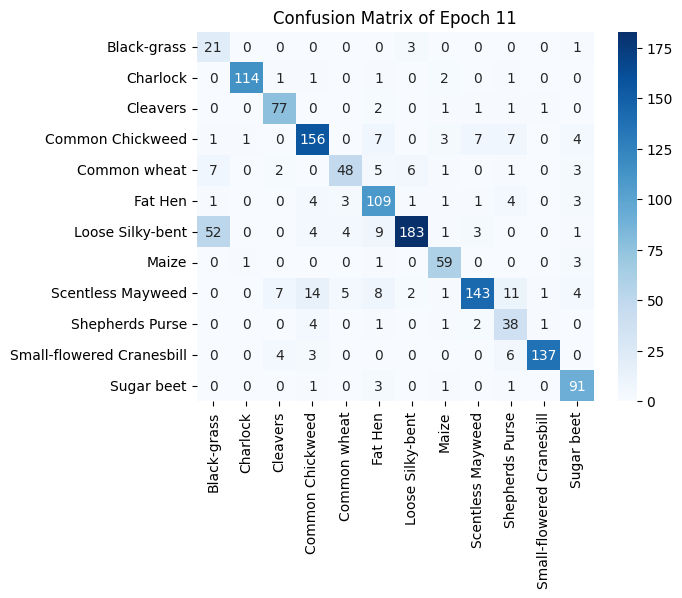 Confusion Matrix of Epoch 11
Black-grass 21 0 0 0 0 0 3 0 0 0 0 1
Charlock 0 114 1 1 0 1 0 2 0 1 0 0
Cleavers 0 0 77 0 0 2 0 1 1 1 1 0
Common Chickweed 1 1 0 156 0 7 0 3 7 7 0 4
Common wheat 7 0 2 0 48 5 6 1 0 1 0 3
Fat Hen 1 0 0 4 3 109 1 1 1 4 0 3
Loose Silky-bent 52 0 0 4 4 9 183 1 3 0 0 1
Maize 0 1 0 0 0 1 0 59 0 0 0 3
Scentless Mayweed 0 0 7 14 5 8 2 1 143 11 1 4
Shepherds Purse 0 0 0 4 0 1 0 1 2 38 1 0
Small-flowered Cranesbill 0 0 4 3 0 0 0 0 0 6 137 0
Sugar beet 0 0 0 1 0 3 0 1 0 1 0 91
Black-grass
Charlock
Cleavers
Common Chickweed
Common wheat
Fat Hen
Loose Silky-bent
Maize
Scentless Mayweed
Shepherds Purse
Small-flowered Cranesbill
Sugar beet
175
150
125
100
75
50
25
0